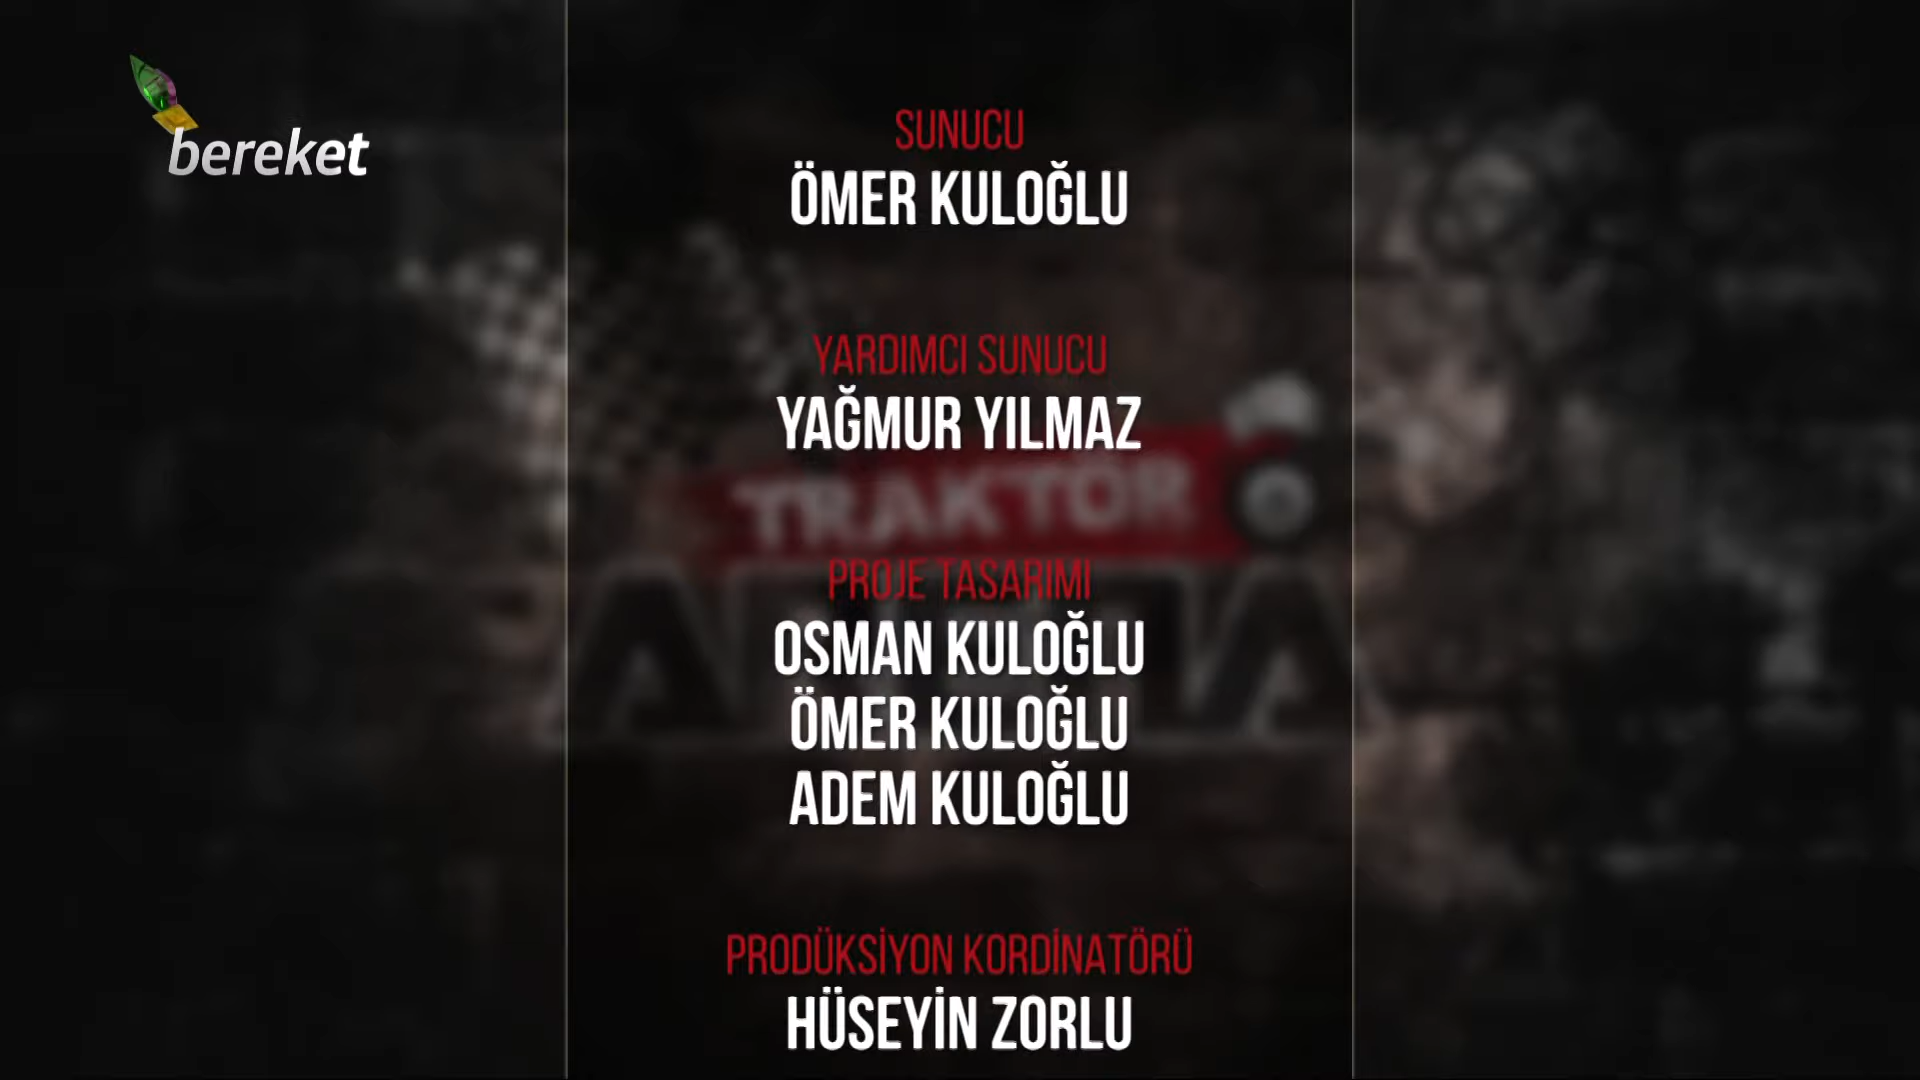 bereket
SUNUCU
ÖMER KULOĞLU
YARDIMCI SUNUCU
YAĞMUR YILMAZ
TRAKTÖR
PROJE TASARIMI
OSMAN KULOĞLU
ÖMER KULOĞLU
ADEM KULOĞLU
PRODÜKSİYON KORDİNATÖRÜ
HÜSEYİN ZORLU